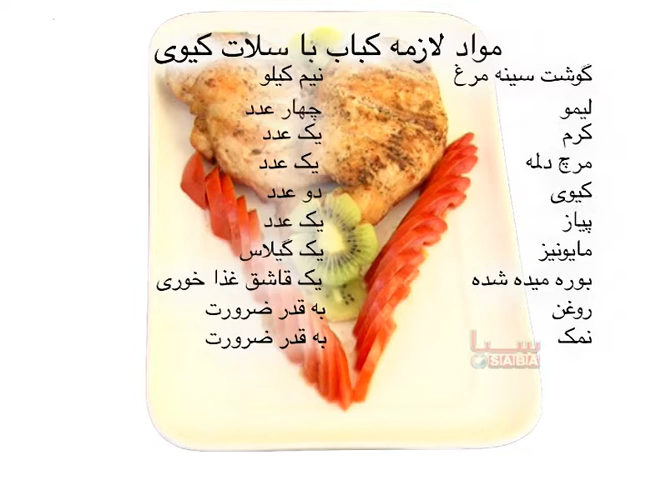 مواد لازمه کباب با سلات کیوی
گوشت سینه مرغ نیم کیلو
لیمو چهار عدد
کرم یک عدد
مرچ دله یک عدد
کیوی دو عدد
پیاز یک عدد
مایونیز یک گیلاس
بوره میده شده یک قاشق غذا خوری
روغن به قدر ضرورت
نمک به قدر ضرورت
سبا
SABA